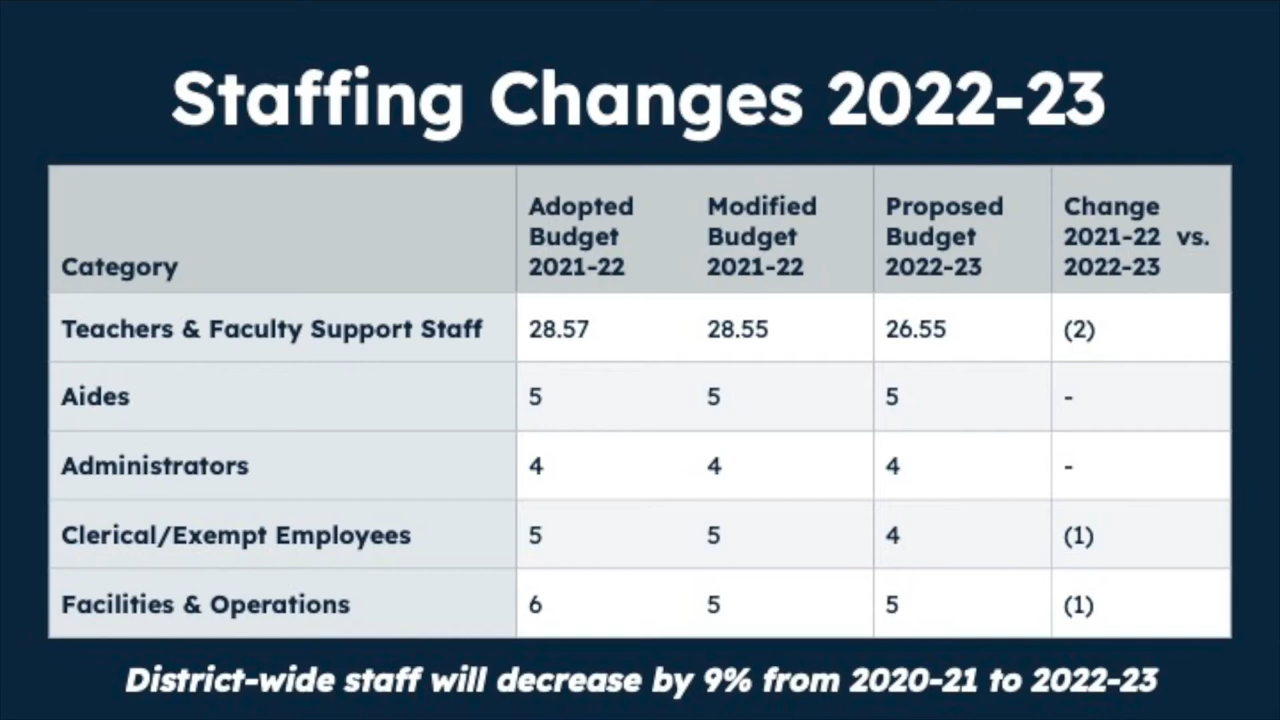 Staffing Changes 2022-23
Category
Adopted Budget 2021-22
Modified Budget 2021-22
Proposed Budget 2022-23
Change 2021-22 vs. 2022-23
Teachers & Faculty Support Staff 28.57 28.55 26.55 (2)
Aides 5 5 5 -
Administrators 4 4 4 -
Clerical/Exempt Employees 5 5 4 (1)
Facilities & Operations 6 5 5 (1)
District-wide staff will decrease by 9% from 2020-21 to 2022-23